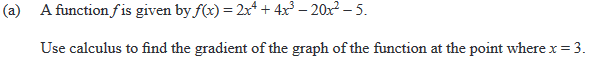 (a) A function f is given by f(x) = 2x⁴ + 4x³ – 20x² – 5.
Use calculus to find the gradient of the graph of the function at the point where x = 3.